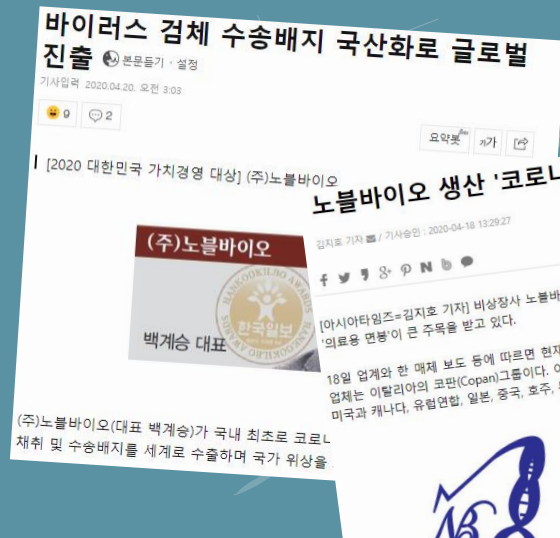 바이러스 검체 수송배지 국산화로 글로벌
진출 본문듣기 · 설정
기사입력 2020.04.20. 오전 3:03
9 2
요약봇 가가
[2020 대한민국 가치경영 대상] (주)노블바이오
(주)노블바이오
HANKOOKILBO AWARDS
한국일보
HANKOOKILBO AWARDS
백계승 대표
(주)노블바이오(대표 백계승)가 국내 최초로
채취 및 수송배지를 세계로 수출하며 국가 위상을
노블바이오 생산
김지호 기자 / 기사승인 : 2020-04-18 13:29:27
[아시아타임즈=김지호 기자] 비상장사
'의료용 면봉'이 큰 주목을 받고 있다.
18일 업계와 한 매체 보도 등에 따르면
업체는 이탈리아의 코판(Copan)그룹이다.
미국과 캐나다, 유럽연합, 일본, 중국, 호주,
NB